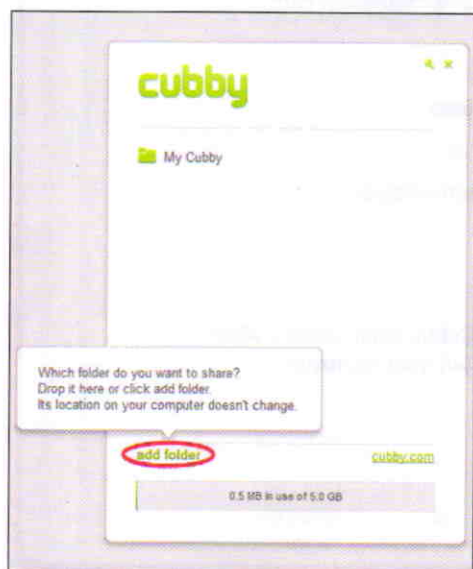 cubby
My Cubby
Which folder do you want to share?
Drop it here or click add folder.
Its location on your computer doesn't change.
add folder
cubby.com
0.5 MB in use of 5.0 GB